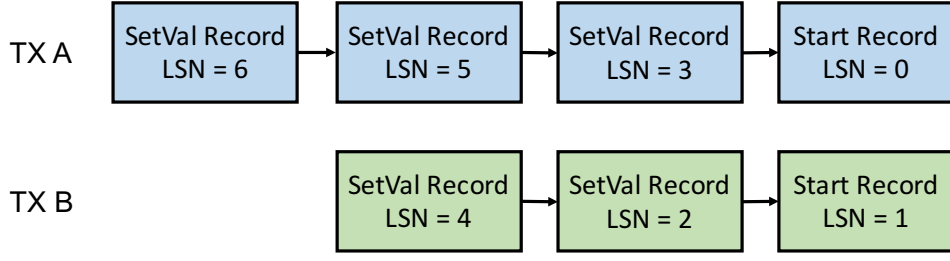 TX A
SetVal Record
LSN = 6
SetVal Record
LSN = 5
SetVal Record
LSN = 3
Start Record
LSN = 0
TX B
SetVal Record
LSN = 4
SetVal Record
LSN = 2
Start Record
LSN = 1